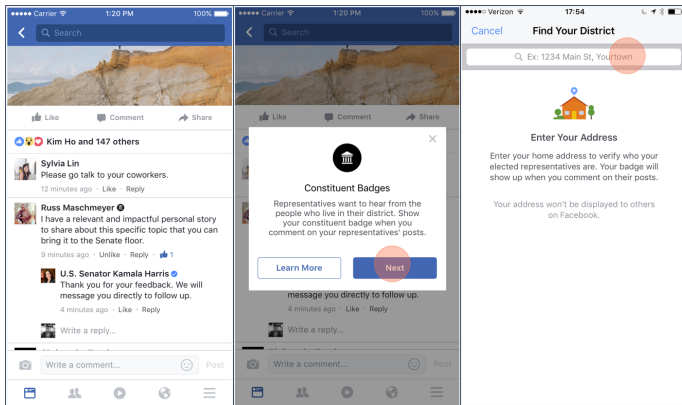 Carrier 1:20 PM 100%
Search
Like Comment Share
Kim Ho and 147 others
Sylvia Lin
Please go talk to your coworkers.
12 minutes ago · Like · Reply
Russ Maschmeyer
I have a relevant and impactful personal story
to share about this specific topic that you can
bring it to the Senate floor.
9 minutes ago · Unlike · Reply · 1
U.S. Senator Kamala Harris
Thank you for your feedback. We will
message you directly to follow up.
4 minutes ago · Like · Reply
Write a reply...
Write a comment... Post
Carrier 1:20 PM 100%
Search
Like Comment Share
Constituent Badges
Representatives want to hear from the
people who live in their district. Show
your constituent badge when you
comment on your representatives' posts.
Learn More Next
message you directly to follow up.
4 minutes ago · Like · Reply
Write a reply...
Write a comment... Post
Verizon 17:54
Cancel Find Your District
Ex: 1234 Main St, Yourtown
Enter Your Address
Enter your home address to verify who your
elected representatives are. Your badge will
show up when you comment on their posts.
Your address won't be displayed to others
on Facebook.